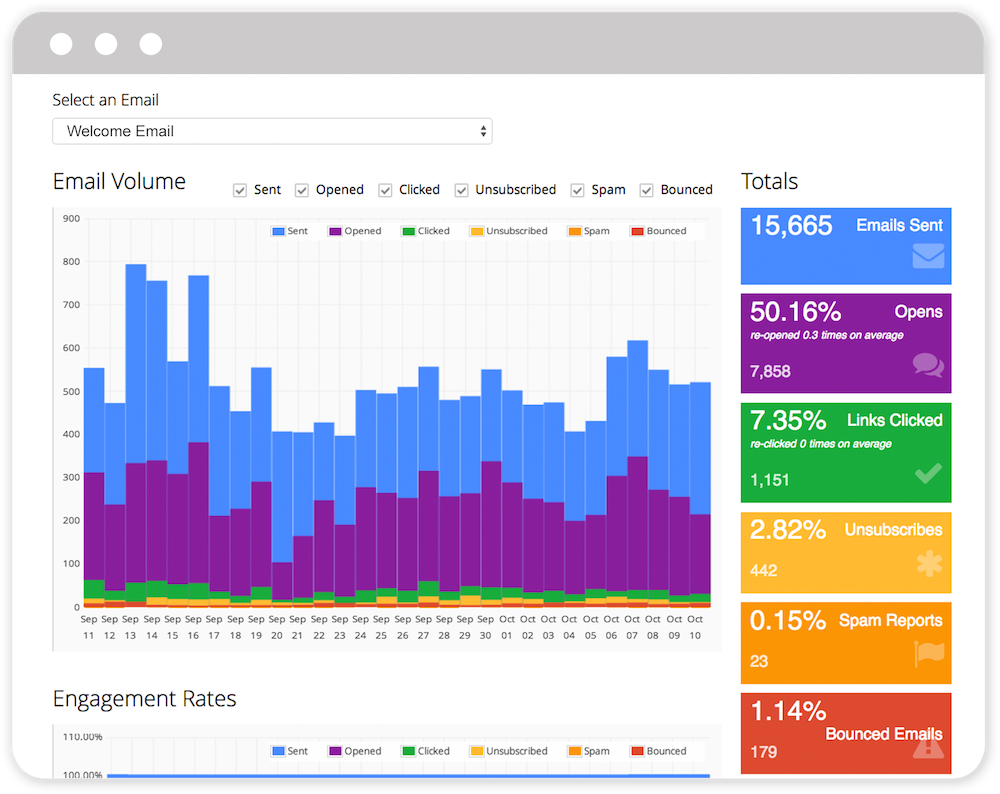 Select an Email
Welcome Email
Email Volume
Sent Opened Clicked Unsubscribed Spam Bounced
Sent Opened Clicked Unsubscribed Spam Bounced
900
800
700
600
500
400
300
200
100
0
Sep Sep Sep Sep Sep Sep Sep Sep Sep Sep Sep Sep Sep Sep Sep Sep Sep Sep Sep Sep Oct Oct Oct Oct Oct Oct Oct Oct Oct Oct
11 12 13 14 15 16 17 18 19 20 21 22 23 24 25 26 27 28 29 30 01 02 03 04 05 06 07 08 09 10
Totals
15,665 Emails Sent
50.16% Opens
re-opened 0.3 times on average
7,858
7.35% Links Clicked
re-clicked 0 times on average
1,151
2.82% Unsubscribes
442
0.15% Spam Reports
23
1.14%
Bounced Emails
179
Engagement Rates
110.00%
Sent Opened Clicked Unsubscribed Spam Bounced
100.00%